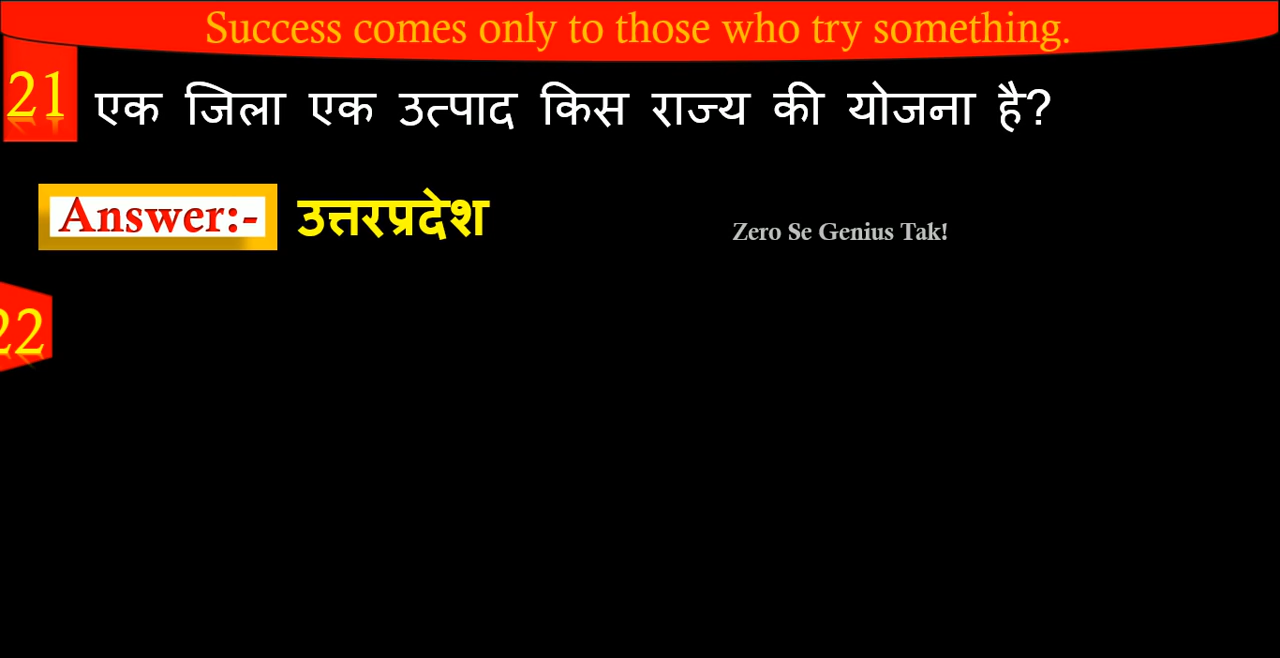 Success comes only to those who try something.
21 एक जिला एक उत्पाद किस राज्य की योजना है?
Answer:- उत्तरप्रदेश
Zero Se Genius Tak!
22